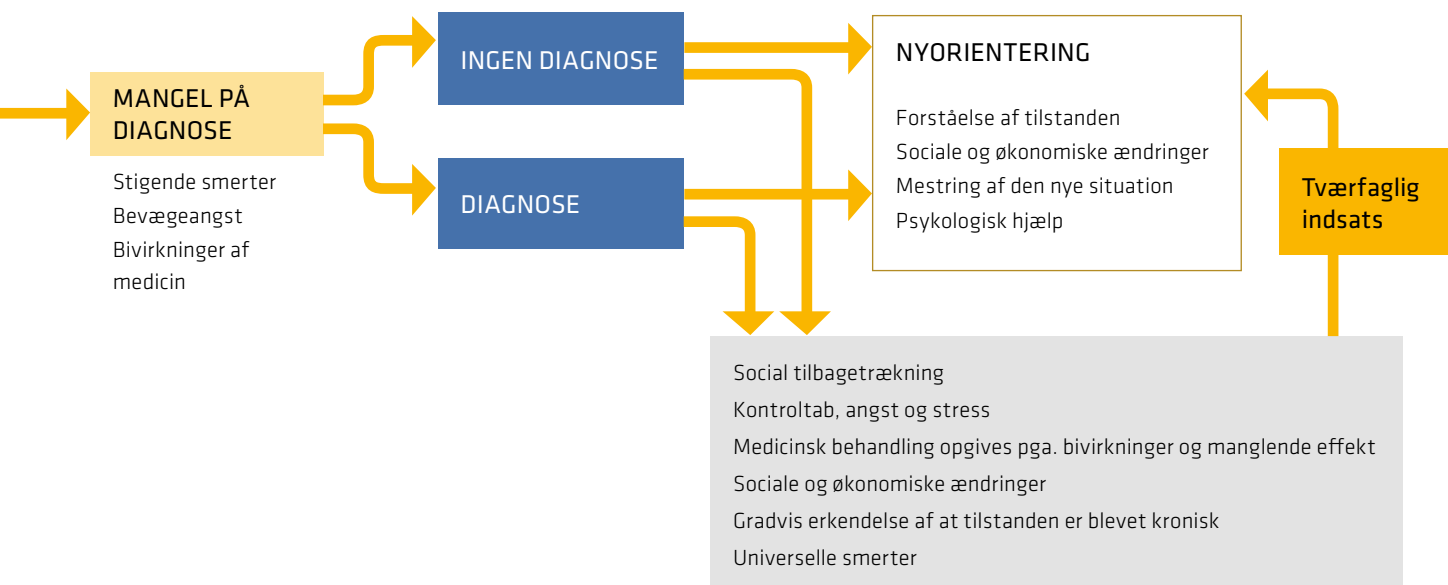 MANGEL PÅ
DIAGNOSE
Stigende smerter
Bevægeangst
Bivirkninger af
medicin
INGEN DIAGNOSE
DIAGNOSE
NYORIENTERING
Forståelse af tilstanden
Sociale og økonomiske ændringer
Mestring af den nye situation
Psykologisk hjælp
Tværfaglig
indsats
Social tilbagetrækning
Kontroltab, angst og stress
Medicinsk behandling opgives pga. bivirkninger og manglende effekt
Sociale og økonomiske ændringer
Gradvis erkendelse af at tilstanden er blevet kronisk
Universelle smerter